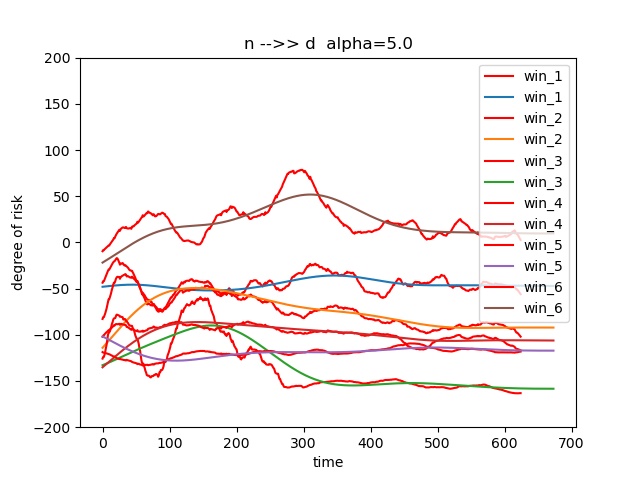 n -->> d  alpha=5.0
200
150
100
50
0
−50
−100
−150
−200
degree of risk
0
100
200
300
400
500
600
700
time
win_1
win_1
win_2
win_2
win_3
win_3
win_4
win_4
win_5
win_5
win_6
win_6